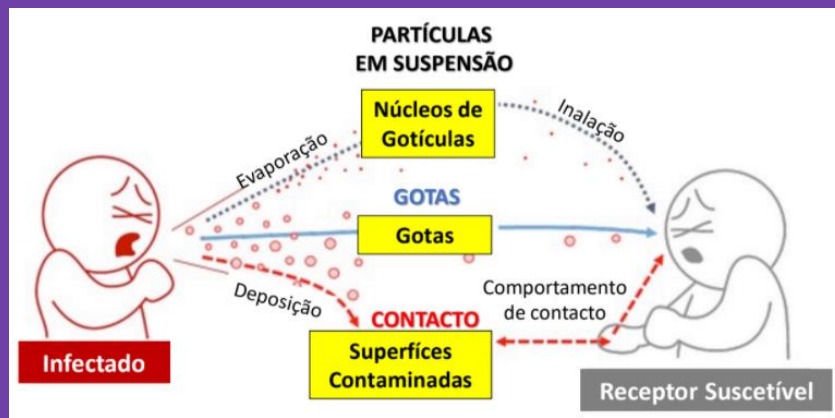 PARTÍCULAS
EM SUSPENSÃO
Núcleos de
Gotículas
Evaporação
Inalação
GOTAS
Gotas
Deposição
CONTACTO
Comportamento
de contacto
Superfíces
Contaminadas
Infectado
Receptor Suscetível